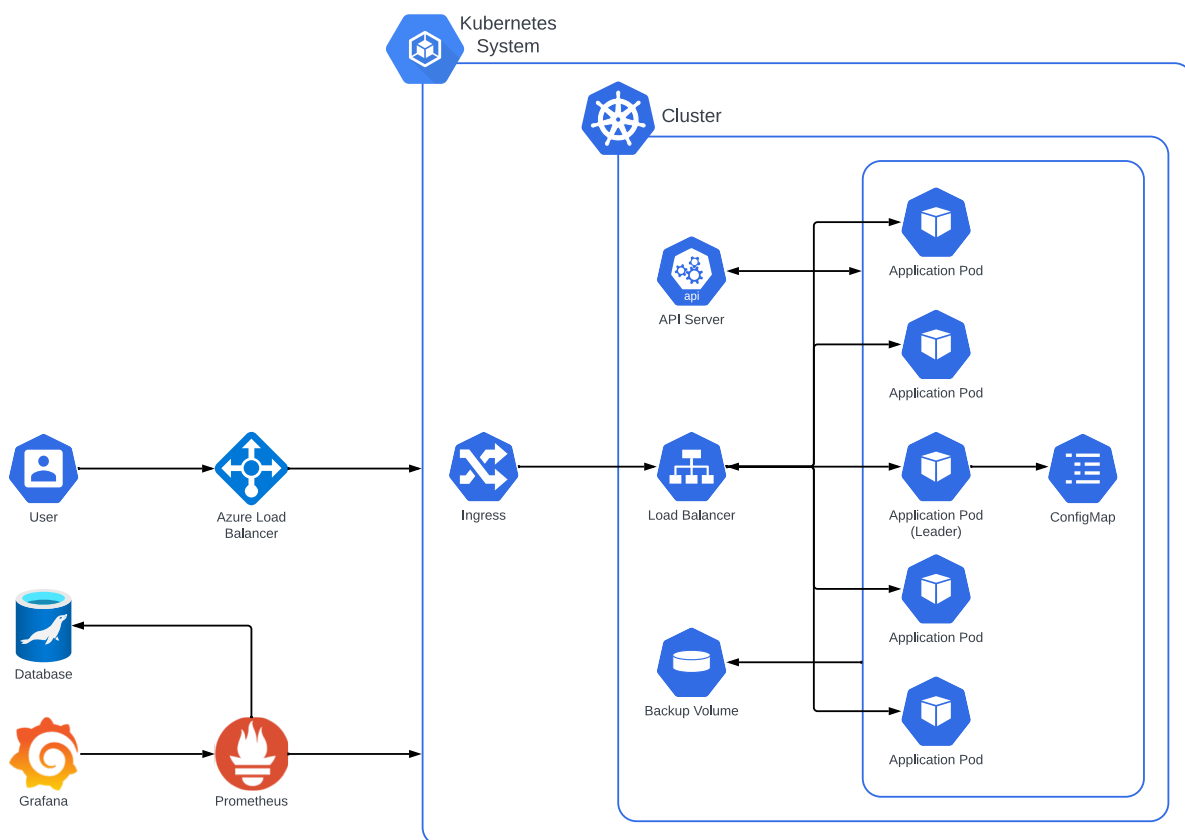 Kubernetes
System
Cluster
Application Pod
api
API Server
Application Pod
User
Azure Load
Balancer
Ingress
Load Balancer
Application Pod
(Leader)
ConfigMap
Application Pod
Database
Backup Volume
Application Pod
Grafana
Prometheus